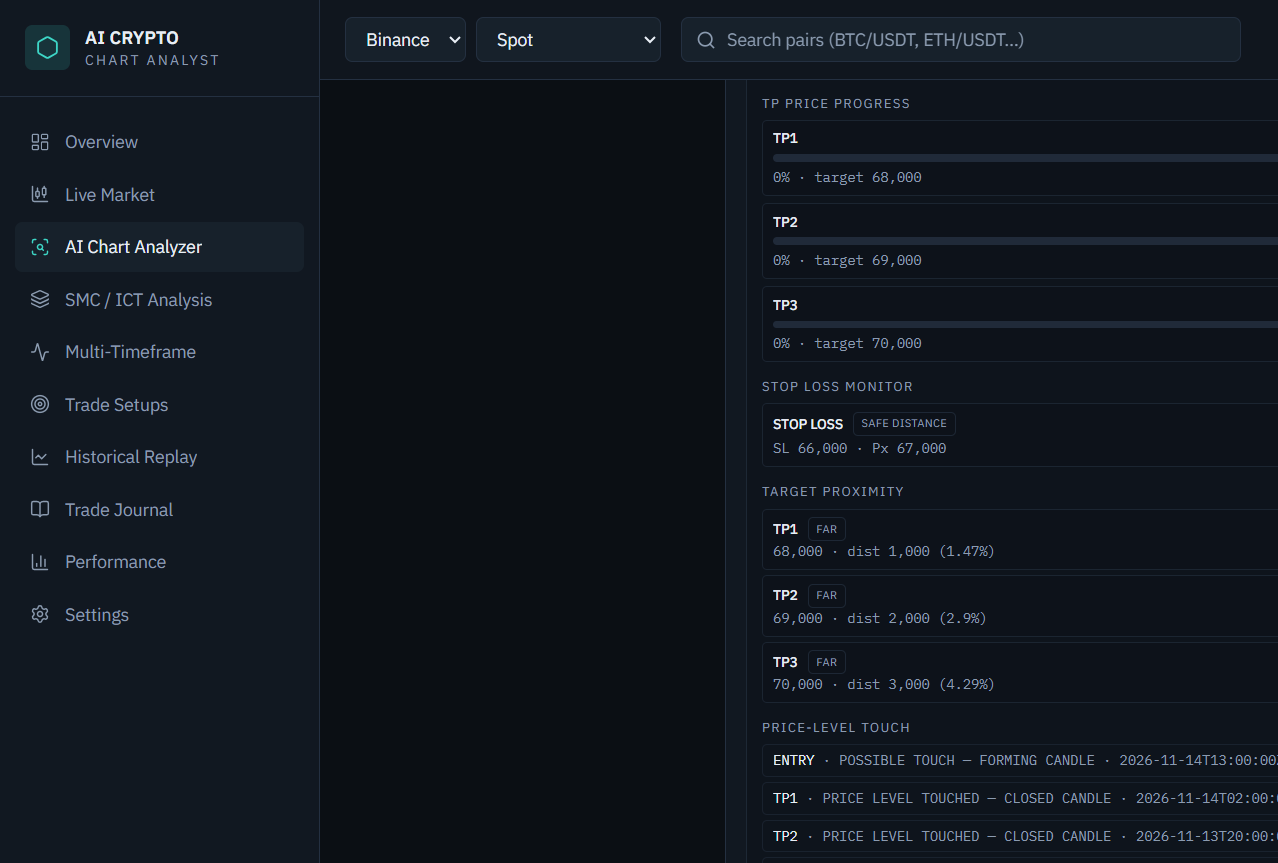 AI CRYPTO
CHART ANALYST
Binance
Spot
Search pairs (BTC/USDT, ETH/USDT...)
Overview
Live Market
AI Chart Analyzer
SMC / ICT Analysis
Multi-Timeframe
Trade Setups
Historical Replay
Trade Journal
Performance
Settings
TP PRICE PROGRESS
TP1
0% · target 68,000
TP2
0% · target 69,000
TP3
0% · target 70,000
STOP LOSS MONITOR
STOP LOSS SAFE DISTANCE
SL 66,000 · Px 67,000
TARGET PROXIMITY
TP1 FAR
68,000 · dist 1,000 (1.47%)
TP2 FAR
69,000 · dist 2,000 (2.9%)
TP3 FAR
70,000 · dist 3,000 (4.29%)
PRICE-LEVEL TOUCH
ENTRY · POSSIBLE TOUCH — FORMING CANDLE · 2026-11-14T13:00:00
TP1 · PRICE LEVEL TOUCHED — CLOSED CANDLE · 2026-11-14T02:00:
TP2 · PRICE LEVEL TOUCHED — CLOSED CANDLE · 2026-11-13T20:00: